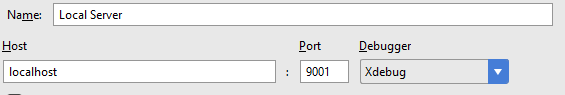 Name: Local Server
Host Port Debugger
localhost : 9001 Xdebug